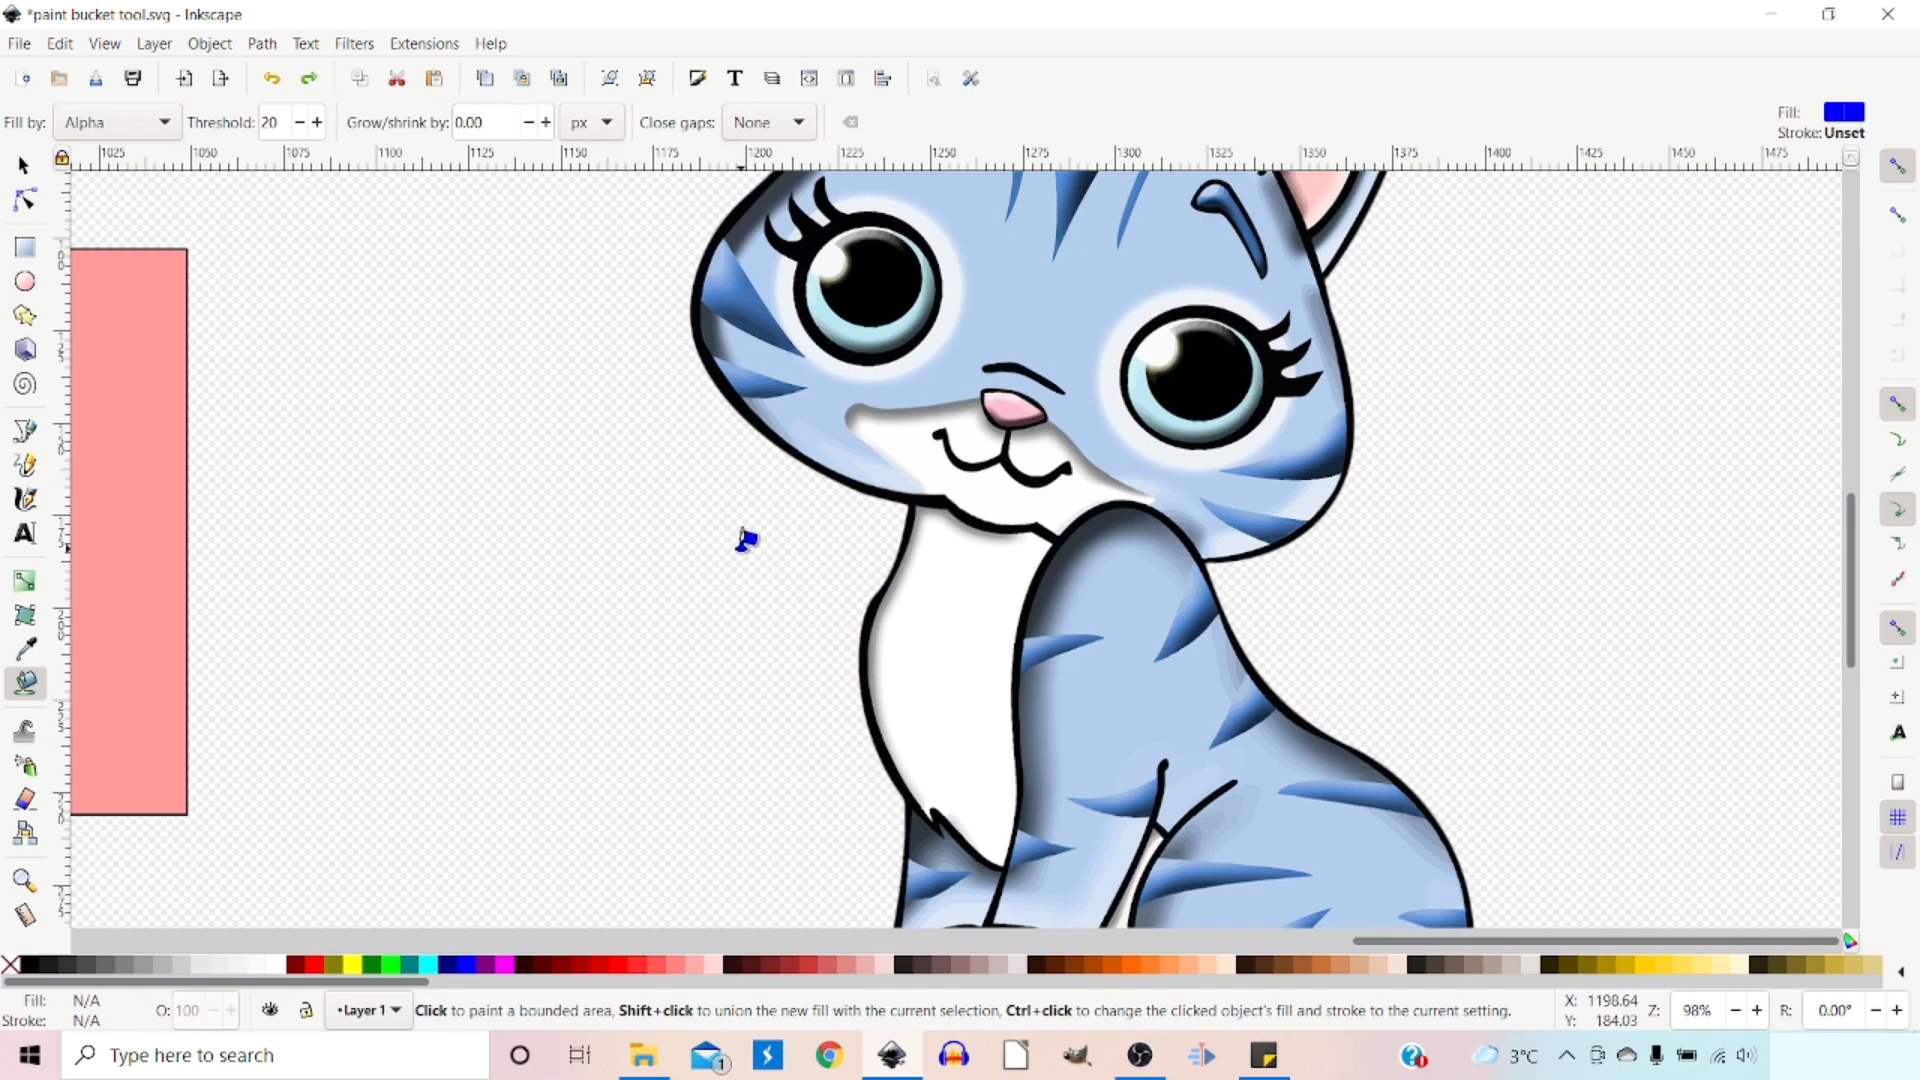 *paint bucket tool.svg - Inkscape
File Edit View Layer Object Path Text Filters Extensions Help
Fill by: Alpha Threshold: 20 Grow/shrink by: 0.00 px Close gaps: None
Fill:
Stroke: Unset
1025 1050 1075 1100 1125 1150 1175 1200 1225 1250 1275 1300 1325 1350 1375 1400 1425 1450 1475
Fill: N/A
Stroke: N/A
O: 100
•Layer 1
Click to paint a bounded area, Shift+click to union the new fill with the current selection, Ctrl+click to change the clicked object's fill and stroke to the current setting.
X: 1198.64
Y: 184.03
Z: 98%
R: 0.00°
Type here to search
1
3°C